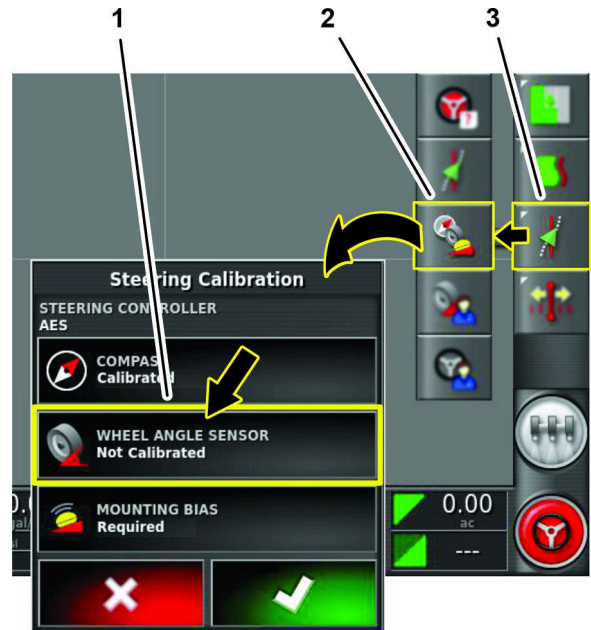 1 2 3
Steering Calibration
STEERING CONTROLLER
AES
COMPASS
Calibrated
WHEEL ANGLE SENSOR
Not Calibrated
MOUNTING BIAS
Required
0.00
ac
---